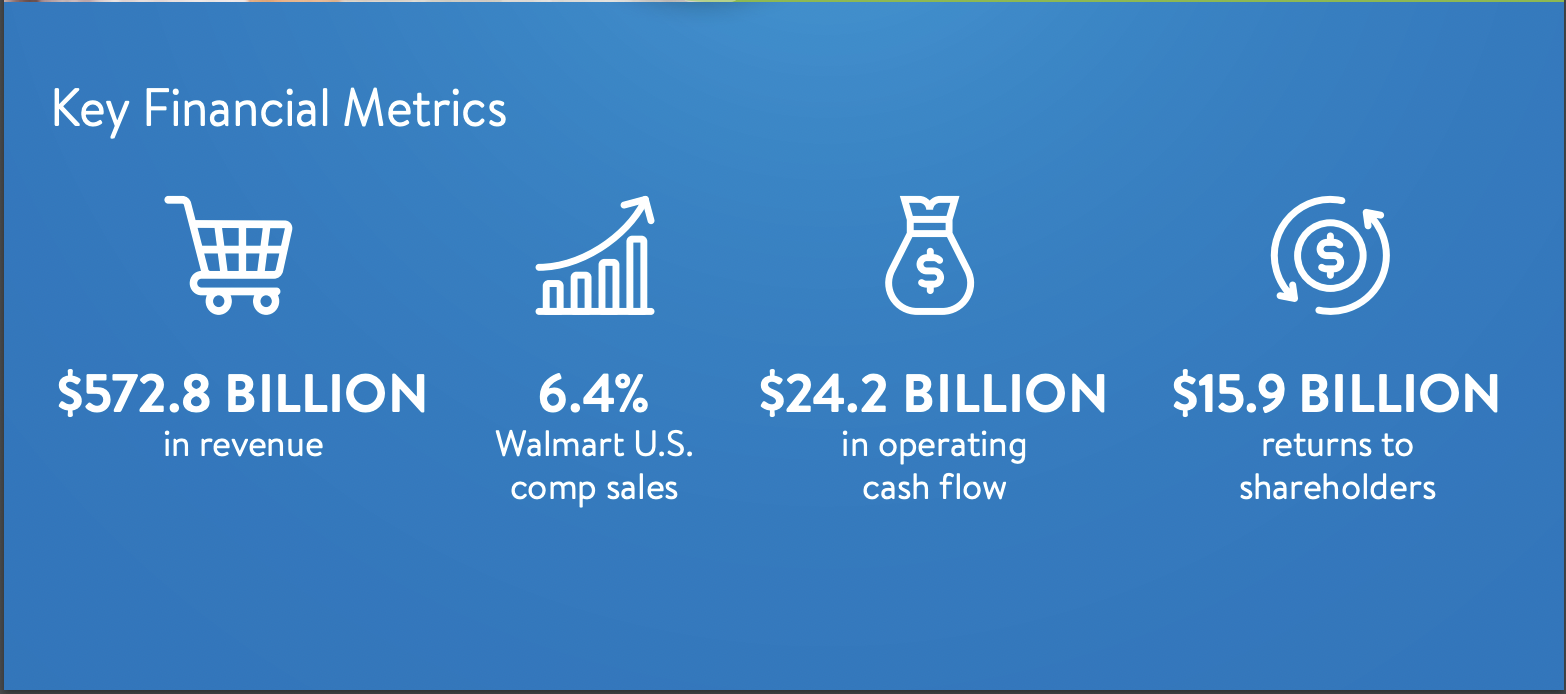 Key Financial Metrics
$572.8 BILLION
in revenue
6.4%
Walmart U.S.
comp sales
$24.2 BILLION
in operating
cash flow
$15.9 BILLION
returns to
shareholders